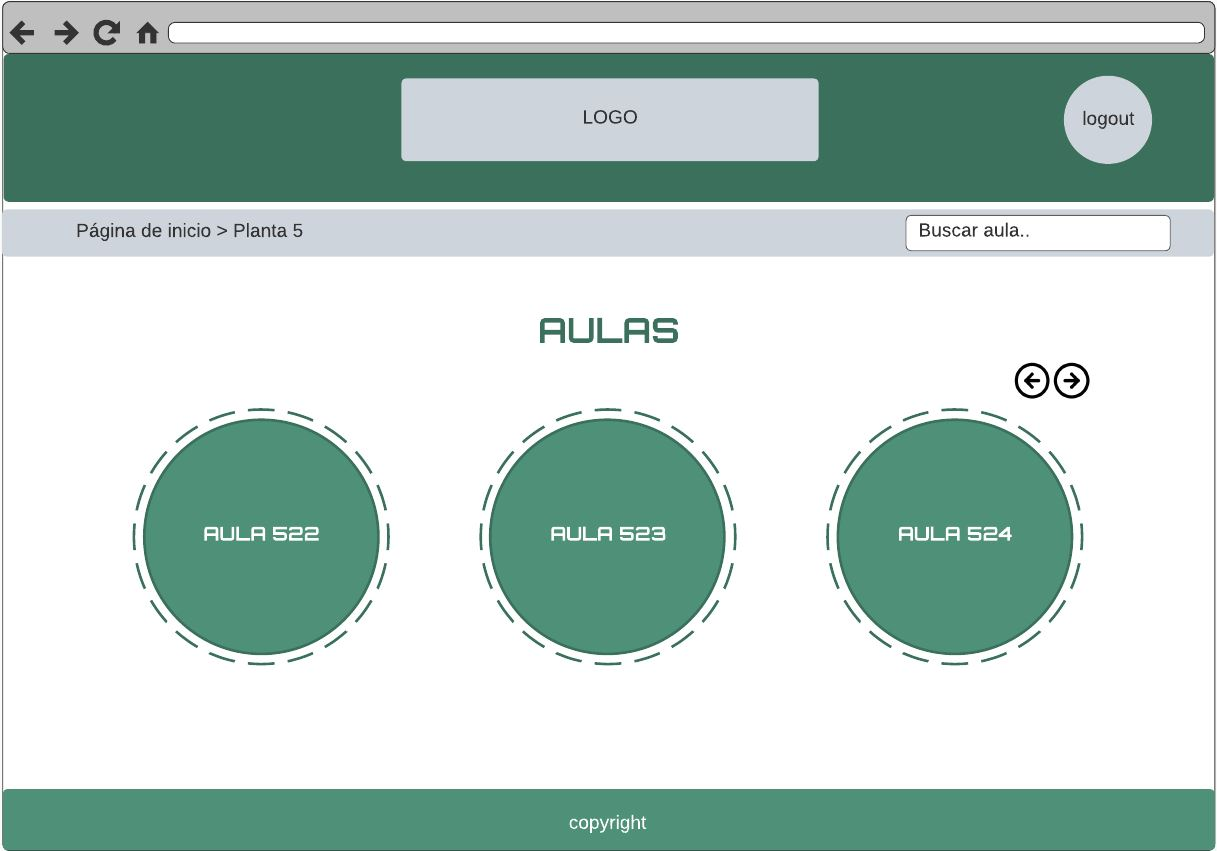 LOGO
logout
Página de inicio > Planta 5
Buscar aula..
AULAS
AULA 522
AULA 523
AULA 524
copyright